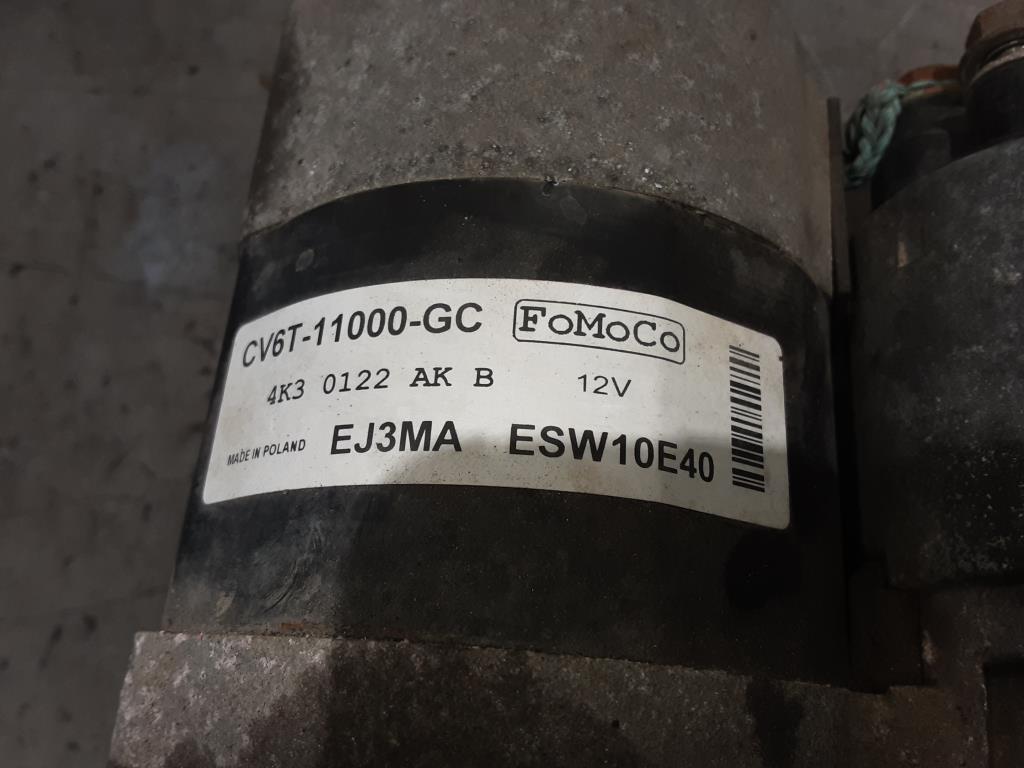 CV6T-11000-GC FoMoCo
4K3 0122 AK B 12V
MADE IN POLAND EJ3MA ESW10E40